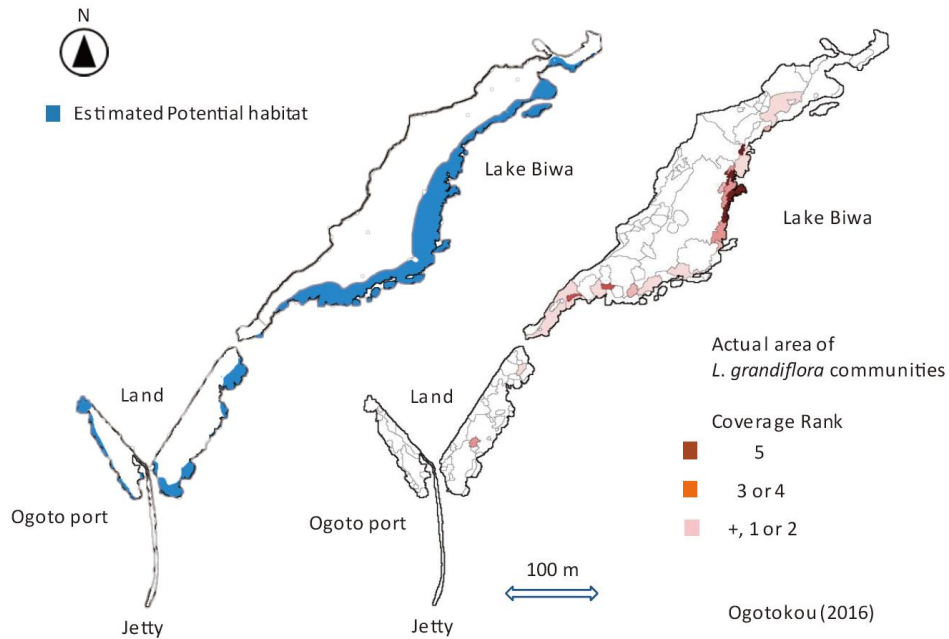 N
Estimated Potential habitat
Lake Biwa
Land
Ogoto port
Jetty
Lake Biwa
Land
Ogoto port
Jetty
100 m
Actual area of
L. grandiflora communities
Coverage Rank
5
3 or 4
+, 1 or 2
Ogotokou (2016)